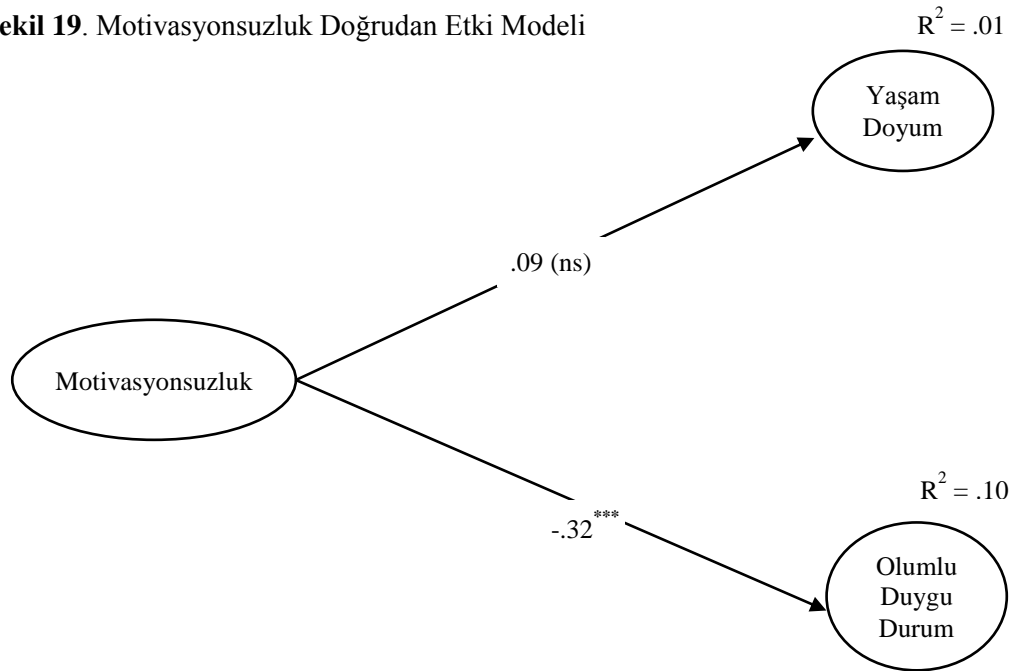 ekil 19. Motivasyonsuzluk Doğrudan Etki Modeli
R² = .01
Yaşam
Doyum
.09 (ns)
Motivasyonsuzluk
R² = .10
-.32***
Olumlu
Duygu
Durum